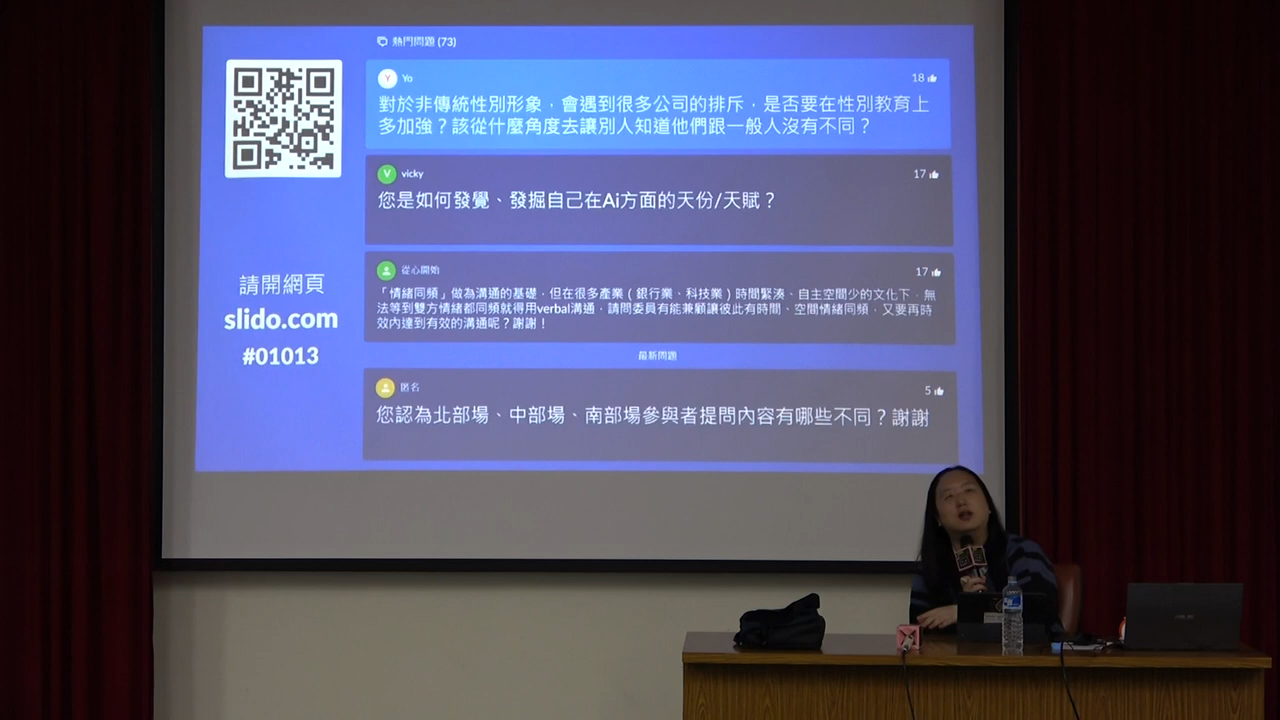 熱門問題 (73)
Y Yo 18
對於非傳統性別形象，會遇到很多公司的排斥，是否要在性別教育上
多加強？該從什麼角度去讓別人知道他們跟一般人沒有不同？
V vicky 17
您是如何發覺、發掘自己在Ai方面的天份/天賦？
從心開始 17
「情緒同頻」做為溝通的基礎，但在很多產業（銀行業、科技業）時間緊湊、自主空間少的文化下，無
法等到雙方情緒都同頻就得用verbal溝通，請問委員有能兼顧讓彼此有時間、空間情緒同頻，又要再時
效內達到有效的溝通呢？謝謝！
最新問題
匿名 5
您認為北部場、中部場、南部場參與者提問內容有哪些不同？謝謝
請開網頁
slido.com
#01013